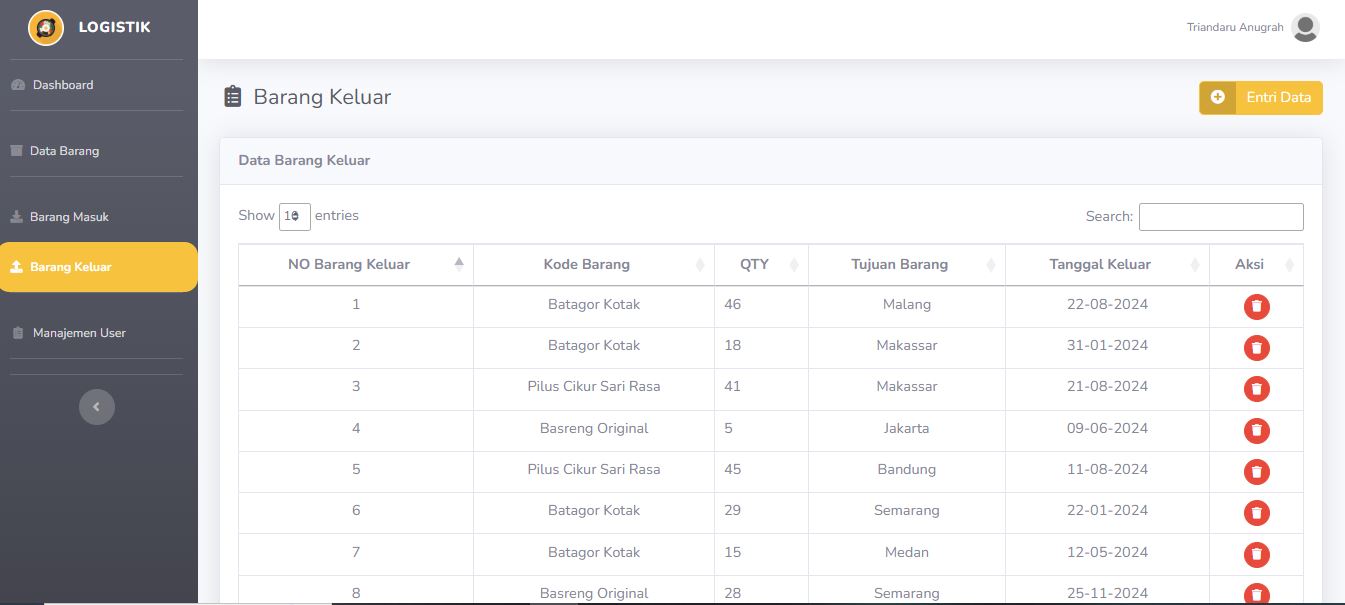 LOGISTIK
Triandaru Anugrah
Dashboard
Data Barang
Barang Masuk
Barang Keluar
Manajemen User
Barang Keluar
Entri Data
Data Barang Keluar
Show 10 entries
Search:
NO Barang Keluar Kode Barang QTY Tujuan Barang Tanggal Keluar Aksi
1 Batagor Kotak 46 Malang 22-08-2024
2 Batagor Kotak 18 Makassar 31-01-2024
3 Pilus Cikur Sari Rasa 41 Makassar 21-08-2024
4 Basreng Original 5 Jakarta 09-06-2024
5 Pilus Cikur Sari Rasa 45 Bandung 11-08-2024
6 Batagor Kotak 29 Semarang 22-01-2024
7 Batagor Kotak 15 Medan 12-05-2024
8 Basreng Original 28 Semarang 25-11-2024